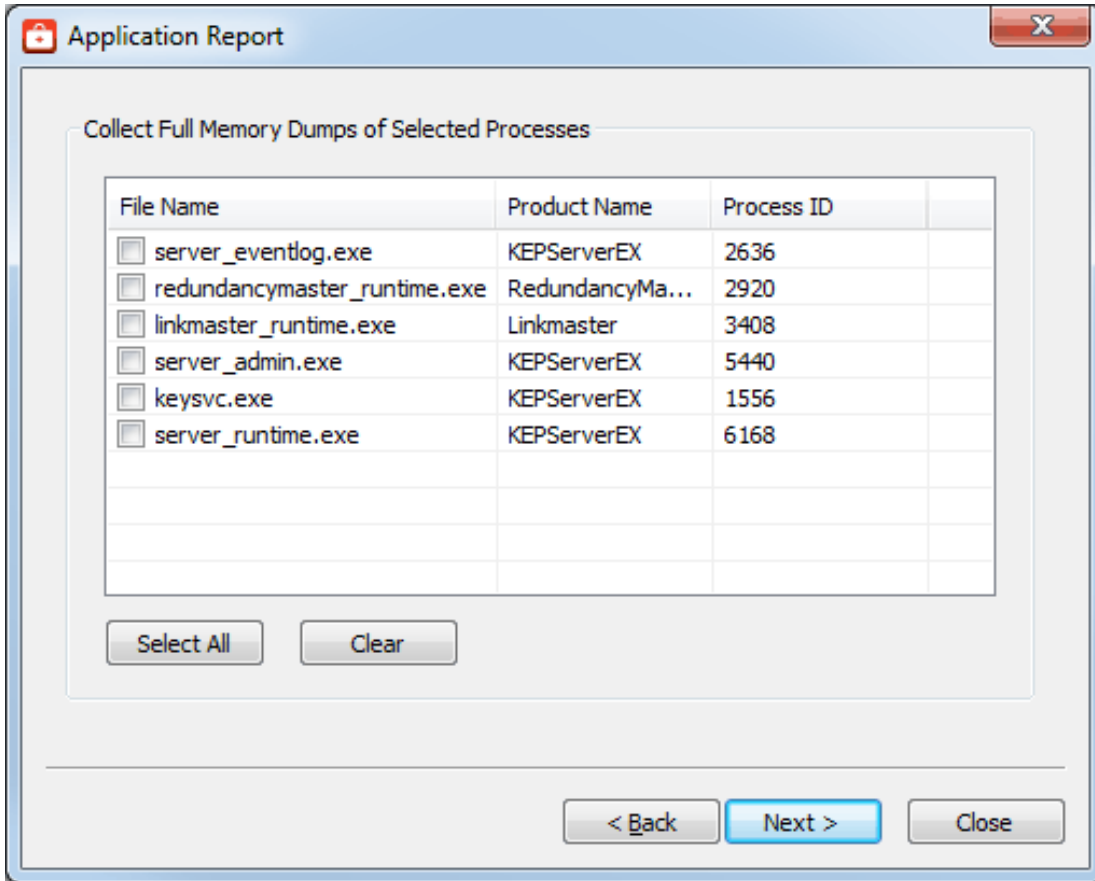 Application Report
Collect Full Memory Dumps of Selected Processes
File Name Product Name Process ID
server_eventlog.exe KEPServerEX 2636
redundancymaster_runtime.exe RedundancyMa... 2920
linkmaster_runtime.exe Linkmaster 3408
server_admin.exe KEPServerEX 5440
keysvc.exe KEPServerEX 1556
server_runtime.exe KEPServerEX 6168
Select All Clear
< Back Next > Close